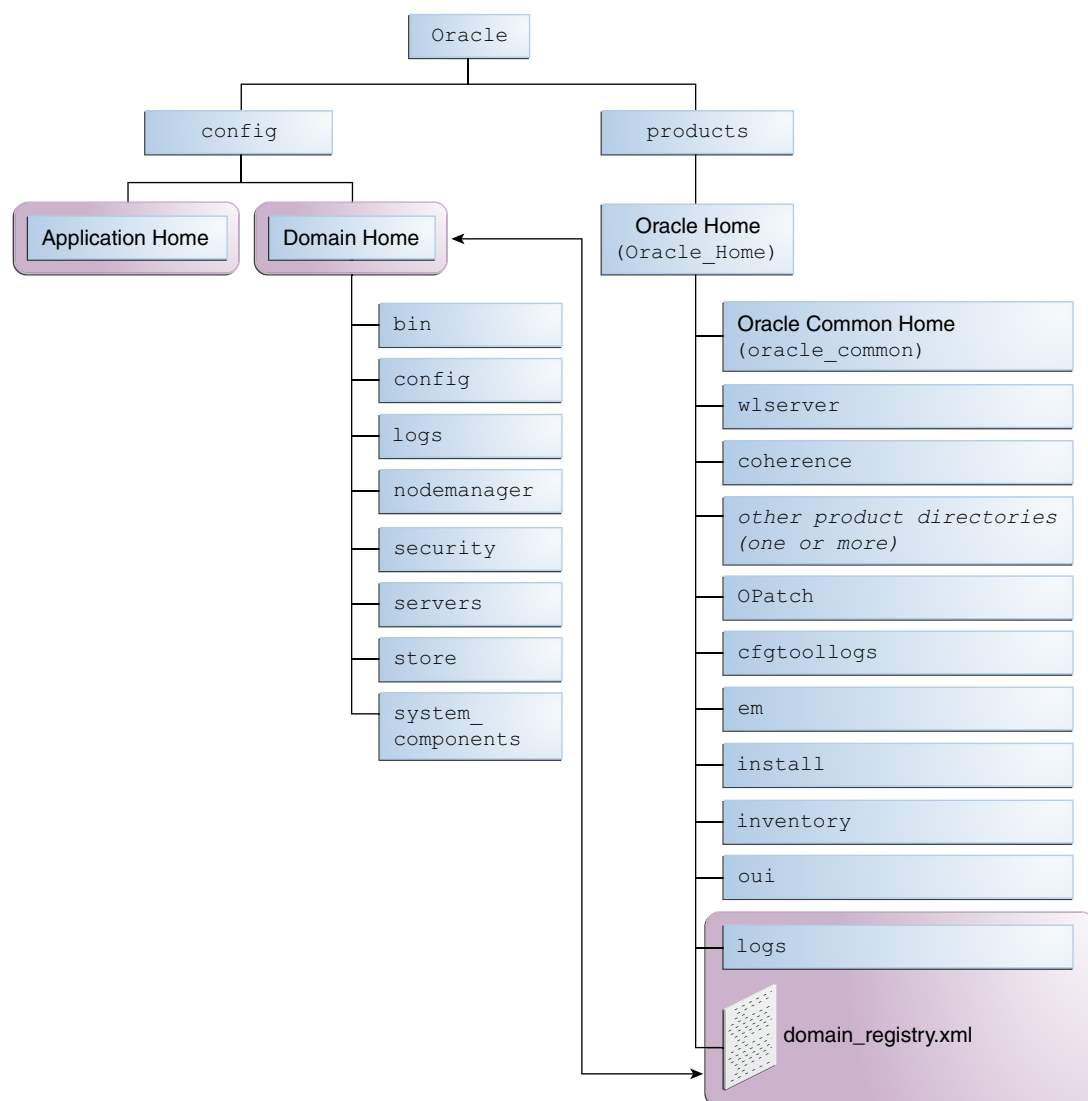 Oracle
config
products
Application Home
Domain Home
Oracle Home
(Oracle_Home)
bin
config
logs
nodemanager
security
servers
store
system_
components
Oracle Common Home
(oracle_common)
wlserver
coherence
other product directories
(one or more)
OPatch
cfgtoollogs
em
install
inventory
oui
logs
domain_registry.xml